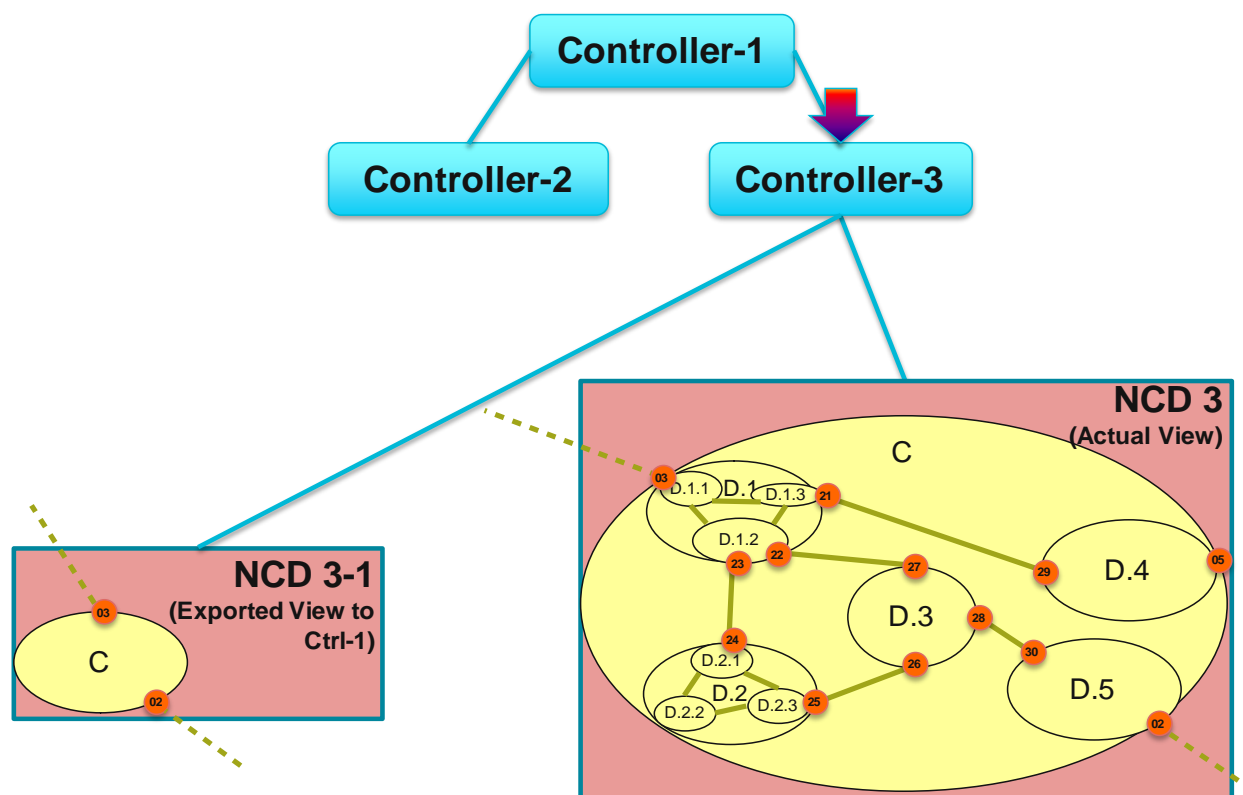 Controller-1
Controller-2
Controller-3
NCD 3
(Actual View)
C
03
D.1.1
D.1
D.1.3
21
D.1.2
22
23
27
29
D.4
05
D.3
28
24
30
26
D.2.1
D.2
D.2.2
D.2.3
25
D.5
02
NCD 3-1
(Exported View to
Ctrl-1)
03
C
02